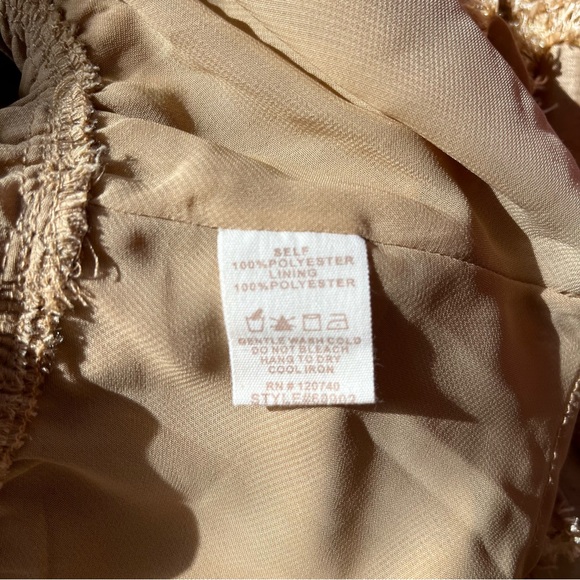 SELF
100%POLYESTER
LINING
100%POLYESTER
GENTLE WASH COLD
DO NOT BLEACH
HANG TO DRY
COOL IRON
RN # 120740
STYLE#60902